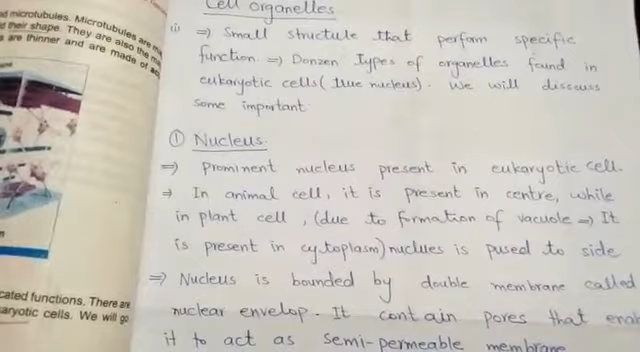 d microtubules. Microtubules are m
their shape. They are also the m
are thinner and are made of
cated functions. There are
aryotic cells. We will go
Cell organelles
⇒ Small structule that perfam specific
function. ⇒ Donzen Types of organelles found in
eukaryotic cells( true nucleus). We will disscuss
some important.
① Nucleus.
⇒ Prominent nucleus present in eukaryotic cell.
⇒ In animal cell, it is present in centre, while
in plant cell, (due to formation of vacuole ⇒ It
is present in cytoplasm) nuclues is pused to side
⇒ Nucleus is bounded by double membrane called
nuclear envelop. It contain pores that enab
it to act as semi-permeable membrane